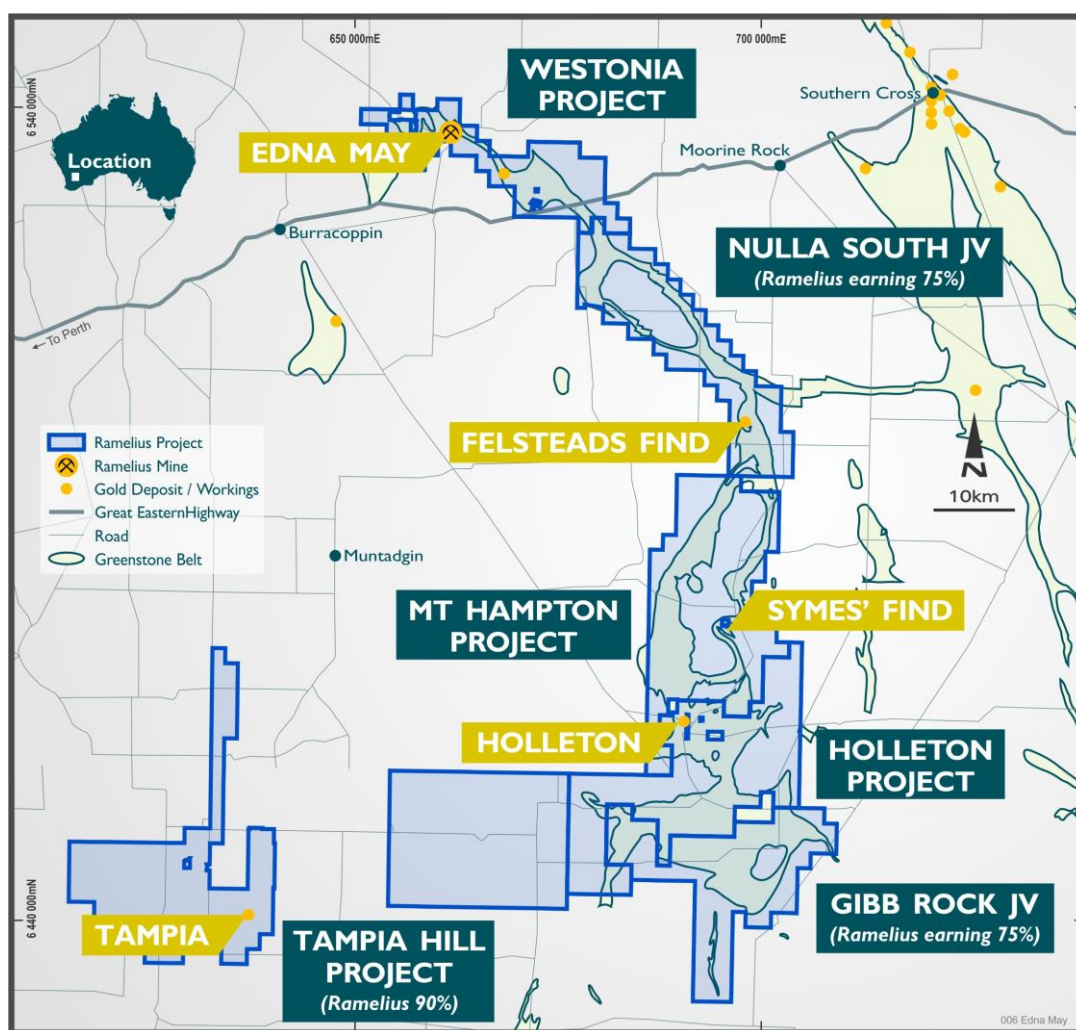 650 000mE
700 000mE
6 540 000mN
WESTONIA
PROJECT
Southern Cross
Location
EDNA MAY
Moorine Rock
Burracoppin
NULLA SOUTH JV
(Ramelius earning 75%)
To Perth
FELSTEADS FIND
Ramelius Project
Ramelius Mine
Gold Deposit / Workings
Great EasternHighway
Road
Greenstone Belt
N
10km
Muntadgin
MT HAMPTON
PROJECT
SYMES' FIND
HOLLETON
HOLLETON
PROJECT
6 440 000mN
TAMPIA
TAMPIA HILL
PROJECT
(Ramelius 90%)
GIBB ROCK JV
(Ramelius earning 75%)
006 Edna May